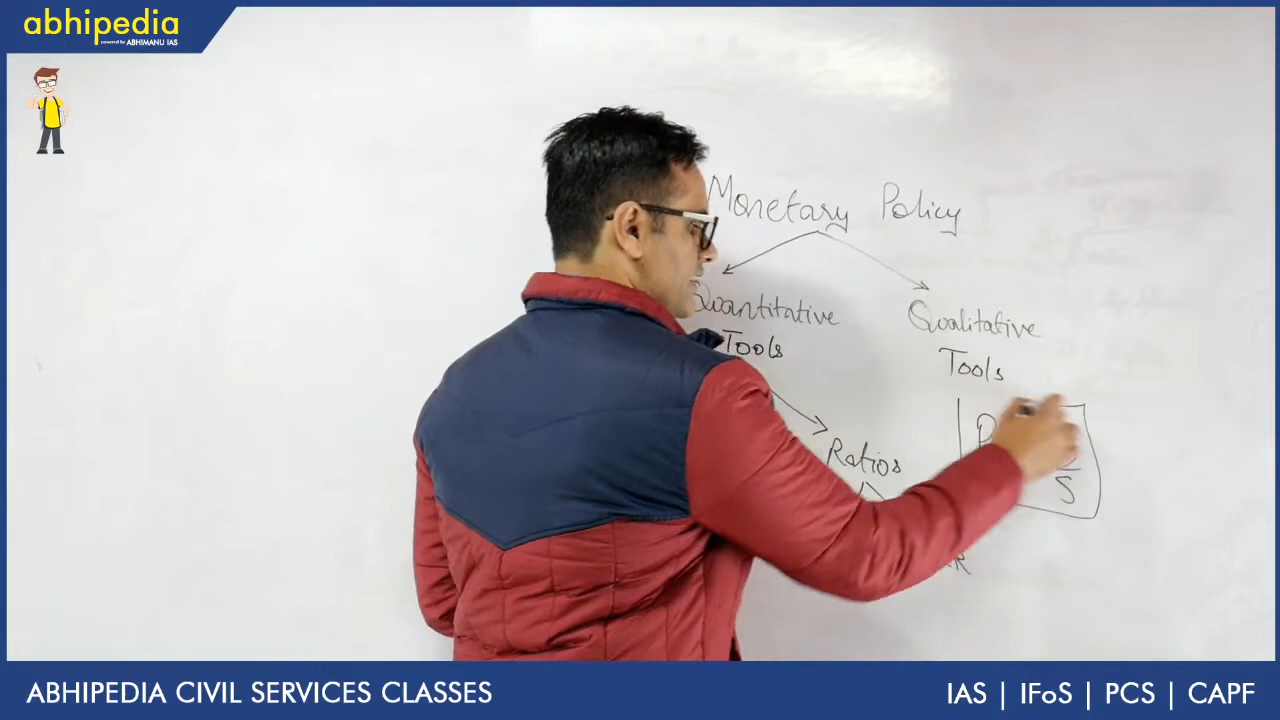 abhipedia
powered by ABHIMANU IAS
Monetary Policy
Quantitative
Tools
Qualitative
Tools
Ratios
ABHIPEDIA CIVIL SERVICES CLASSES
IAS | IFoS | PCS | CAPF